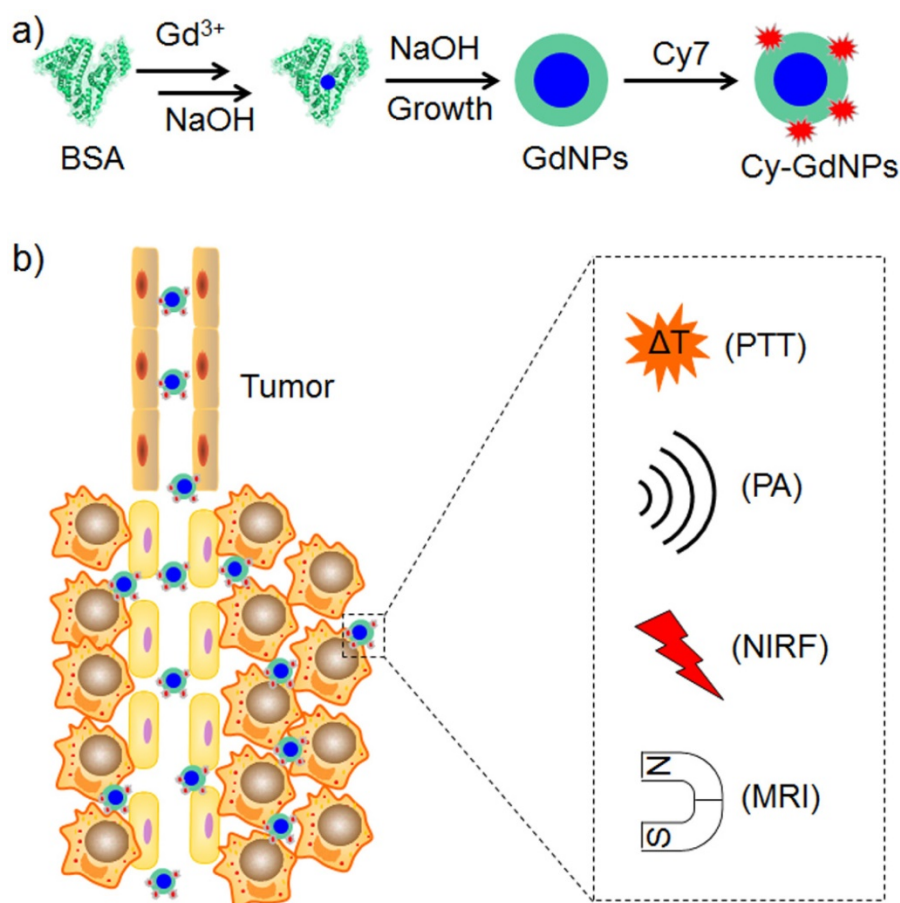 a)
Gd³⁺
NaOH
BSA
NaOH
Growth
GdNPs
Cy7
Cy-GdNPs
b)
Tumor
ΔT (PTT)
(PA)
(NIRF)
N
S
(MRI)